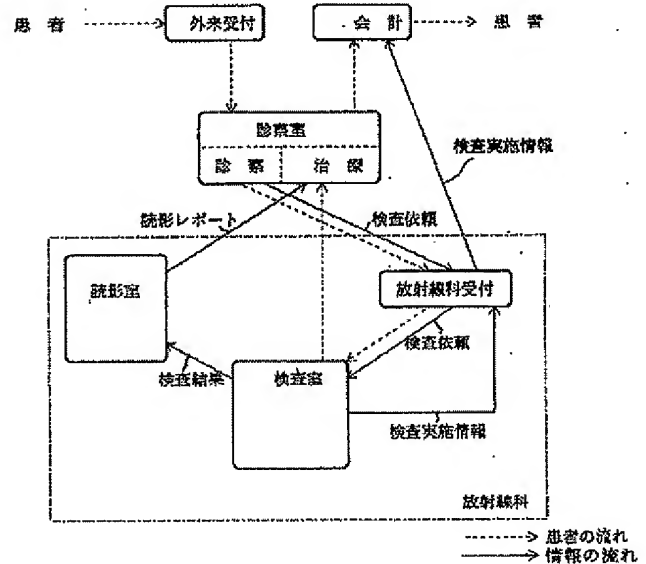 患者
外来受付
会計
患者
診察室
診察
治療
検査実施情報
読影レポート
検査依頼
読影室
放射線科受付
検査依頼
検査結果
検査室
検査実施情報
放射線科
患者の流れ
情報の流れ